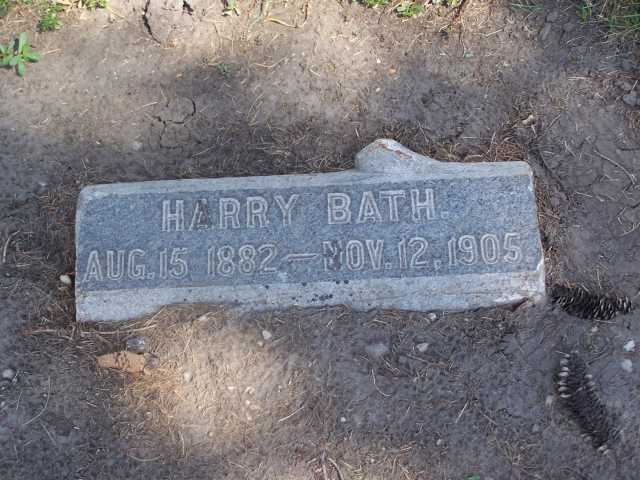 HARRY BATH.
AUG. 15 1882 — NOV. 12, 1905.